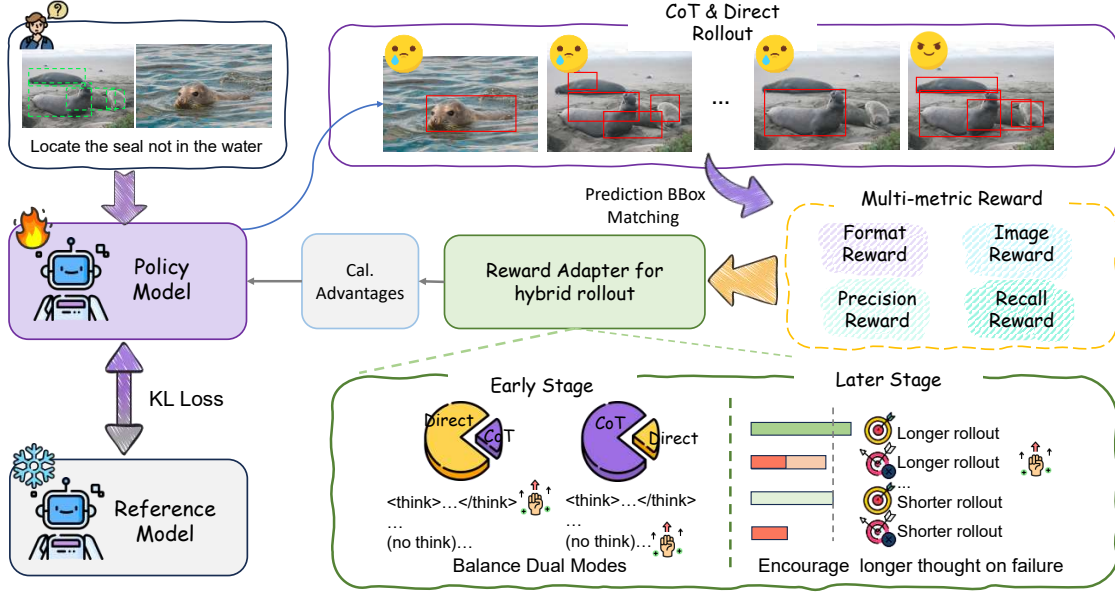 Locate the seal not in the water
CoT & Direct
Rollout
...
Prediction BBox
Matching
Multi-metric Reward
Format
Reward
Image
Reward
Precision
Reward
Recall
Reward
Policy
Model
Cal.
Advantages
Reward Adapter for
hybrid rollout
KL Loss
Reference
Model
Early Stage
Direct
CoT
CoT
Direct
<think>...</think>
...
(no think)...
<think>...</think>
...
(no think)...
Balance Dual Modes
Later Stage
Longer rollout
Longer rollout
...
Shorter rollout
Shorter rollout
Encourage longer thought on failure